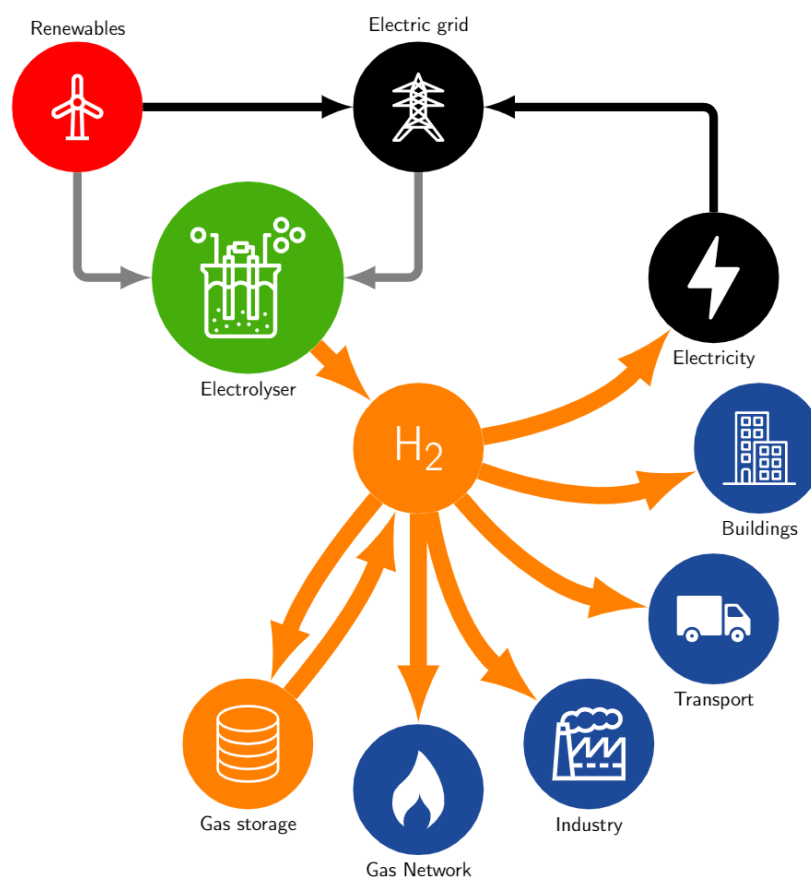 Renewables
Electric grid
Electrolyser
Electricity
H₂
Buildings
Transport
Gas storage
Industry
Gas Network